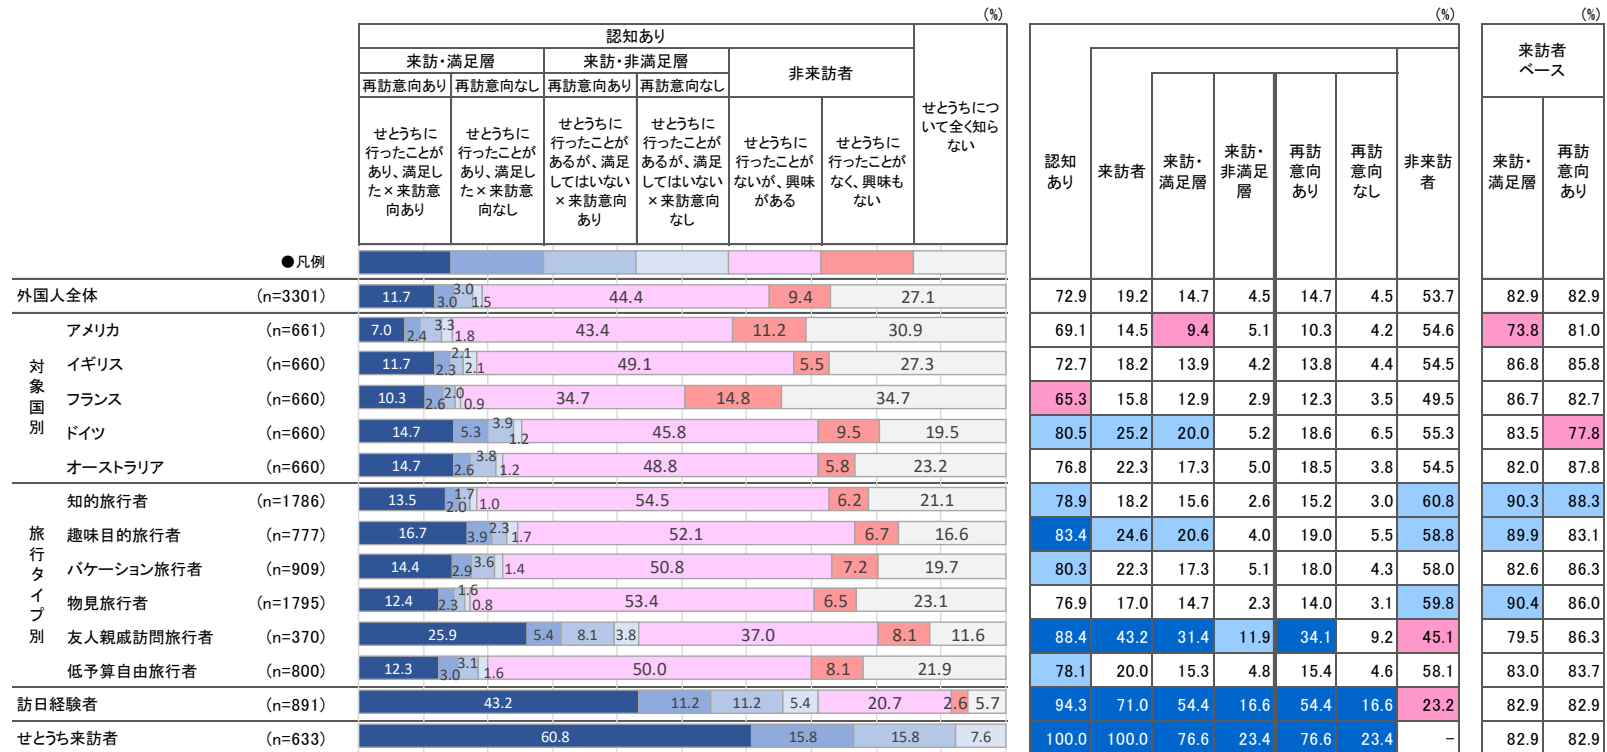 (%) (%) (%)
認知あり
来訪・満足層 来訪・非満足層 非来訪者 せとうちについて全く知らない
再訪意向あり 再訪意向なし 再訪意向あり 再訪意向なし
せとうちに行ったことがあり、満足した×来訪意向あり
せとうちに行ったことがあり、満足した×来訪意向なし
せとうちに行ったことがあるが、満足してはいない×来訪意向あり
せとうちに行ったことがあるが、満足してはいない×来訪意向なし
せとうちに行ったことがないが、興味がある
せとうちに行ったことがなく、興味もない
認知あり 来訪者 来訪・満足層 来訪・非満足層 再訪意向あり 再訪意向なし 非来訪者
来訪者ベース
来訪・満足層 再訪意向あり
●凡例
外国人全体 (n=3301) 11.7 3.0 3.0 1.5 44.4 9.4 27.1 72.9 19.2 14.7 4.5 14.7 4.5 53.7 82.9 82.9
対象国別
アメリカ (n=661) 7.0 2.4 3.3 1.8 43.4 11.2 30.9 69.1 14.5 9.4 5.1 10.3 4.2 54.6 73.8 81.0
イギリス (n=660) 11.7 2.3 2.1 2.1 49.1 5.5 27.3 72.7 18.2 13.9 4.2 13.8 4.4 54.5 86.8 85.8
フランス (n=660) 10.3 2.6 2.0 0.9 34.7 14.8 34.7 65.3 15.8 12.9 2.9 12.3 3.5 49.5 86.7 82.7
ドイツ (n=660) 14.7 5.3 3.9 1.2 45.8 9.5 19.5 80.5 25.2 20.0 5.2 18.6 6.5 55.3 83.5 77.8
オーストラリア (n=660) 14.7 2.6 3.8 1.2 48.8 5.8 23.2 76.8 22.3 17.3 5.0 18.5 3.8 54.5 82.0 87.8
旅行タイプ別
知的旅行者 (n=1786) 13.5 2.0 1.7 1.0 54.5 6.2 21.1 78.9 18.2 15.6 2.6 15.2 3.0 60.8 90.3 88.3
趣味目的旅行者 (n=777) 16.7 3.9 2.3 1.7 52.1 6.7 16.6 83.4 24.6 20.6 4.0 19.0 5.5 58.8 89.9 83.1
バケーション旅行者 (n=909) 14.4 2.9 3.6 1.4 50.8 7.2 19.7 80.3 22.3 17.3 5.1 18.0 4.3 58.0 82.6 86.3
物見旅行者 (n=1795) 12.4 2.3 1.6 0.8 53.4 6.5 23.1 76.9 17.0 14.7 2.3 14.0 3.1 59.8 90.4 86.0
友人親戚訪問旅行者 (n=370) 25.9 5.4 8.1 3.8 37.0 8.1 11.6 88.4 43.2 31.4 11.9 34.1 9.2 45.1 79.5 86.3
低予算自由旅行者 (n=800) 12.3 3.0 3.1 1.6 50.0 8.1 21.9 78.1 20.0 15.3 4.8 15.4 4.6 58.1 83.0 83.7
訪日経験者 (n=891) 43.2 11.2 11.2 5.4 20.7 2.6 5.7 94.3 71.0 54.4 16.6 54.4 16.6 23.2 82.9 82.9
せとうち来訪者 (n=633) 60.8 15.8 15.8 7.6 100.0 100.0 76.6 23.4 76.6 23.4 － 82.9 82.9